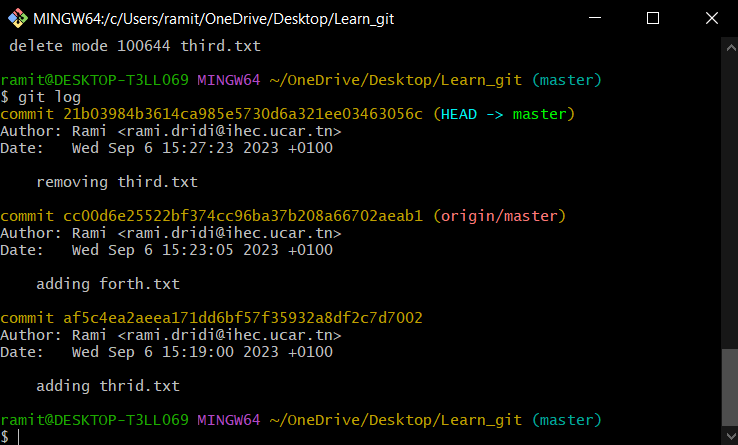 MINGW64:/c/Users/ramit/OneDrive/Desktop/Learn_git
delete mode 100644 third.txt
ramit@DESKTOP-T3LL069 MINGW64 ~/OneDrive/Desktop/Learn_git (master)
$ git log
commit 21b03984b3614ca985e5730d6a321ee03463056c (HEAD -> master)
Author: Rami <rami.dridi@ihec.ucar.tn>
Date:   Wed Sep 6 15:27:23 2023 +0100
removing third.txt
commit cc00d6e25522bf374cc96ba37b208a66702aeab1 (origin/master)
Author: Rami <rami.dridi@ihec.ucar.tn>
Date:   Wed Sep 6 15:23:05 2023 +0100
adding forth.txt
commit af5c4ea2aeea171dd6bf57f35932a8df2c7d7002
Author: Rami <rami.dridi@ihec.ucar.tn>
Date:   Wed Sep 6 15:19:00 2023 +0100
adding thrid.txt
ramit@DESKTOP-T3LL069 MINGW64 ~/OneDrive/Desktop/Learn_git (master)
$